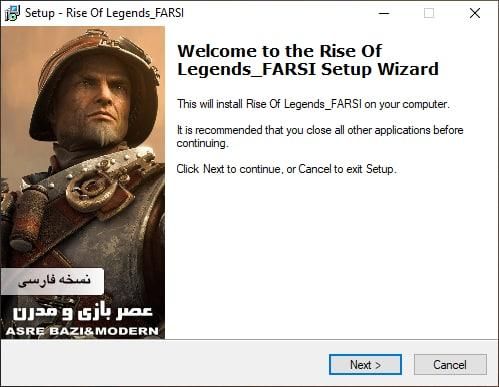 Setup - Rise Of Legends_FARSI
Welcome to the Rise Of
Legends_FARSI Setup Wizard
This will install Rise Of Legends_FARSI on your computer.
It is recommended that you close all other applications before
continuing.
Click Next to continue, or Cancel to exit Setup.
نسخه فارسی
عصر بازی و مدرن
ASRE BAZI&MODERN
Next >
Cancel